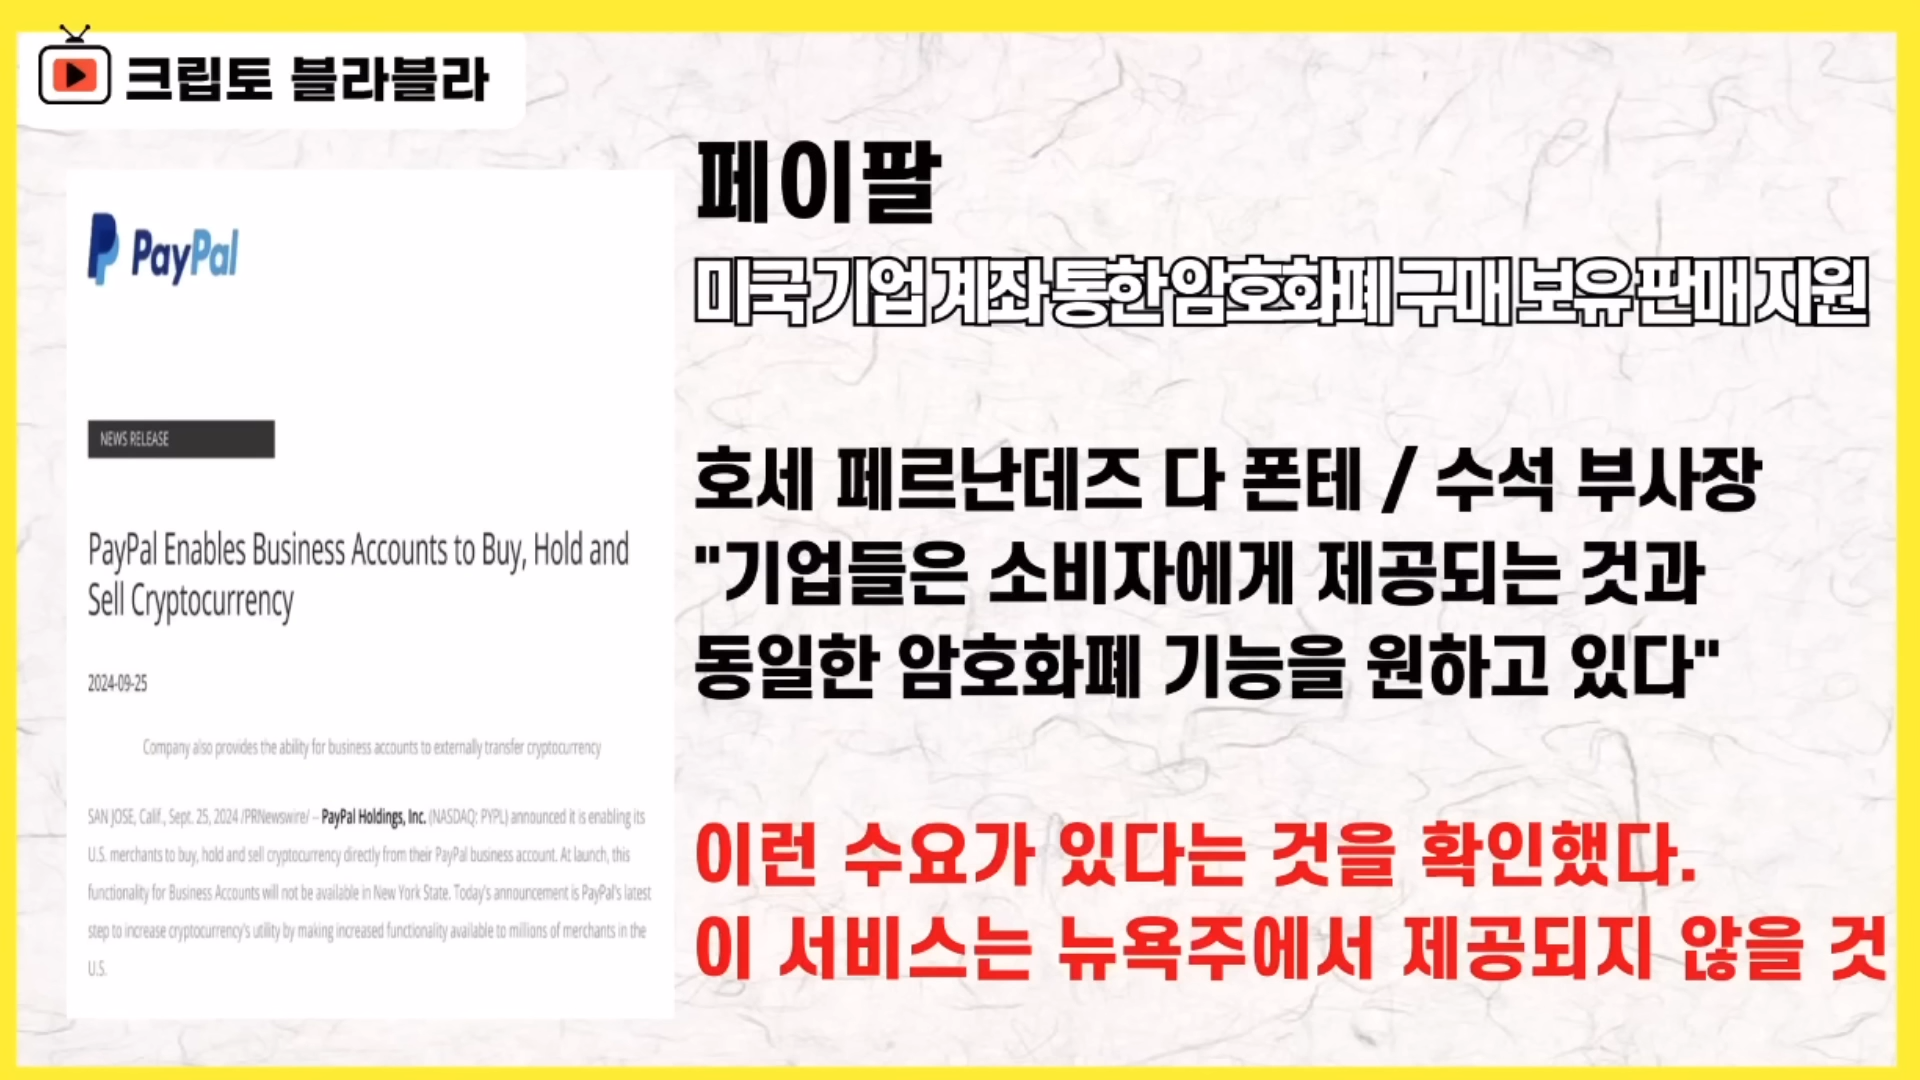 크립토 블라블라
PayPal
NEWS RELEASE
PayPal Enables Business Accounts to Buy, Hold and
Sell Cryptocurrency
2024-09-25
Company also provides the ability for business accounts to externally transfer cryptocurrency
SAN JOSE, Calif., Sept. 25, 2024 /PRNewswire/ -- PayPal Holdings, Inc. (NASDAQ: PYPL) announced it is enabling its
U.S. merchants to buy, hold and sell cryptocurrency directly from their PayPal business account. At launch, this
functionality for Business Accounts will not be available in New York State. Today's announcement is PayPal's latest
step to increase cryptocurrency's utility by making increased functionality available to millions of merchants in the
U.S.
페이팔
미국 기업 계좌 통한 암호화폐 구매 보유 판매 지원
호세 페르난데즈 다 폰테 / 수석 부사장
"기업들은 소비자에게 제공되는 것과
동일한 암호화폐 기능을 원하고 있다"
이런 수요가 있다는 것을 확인했다.
이 서비스는 뉴욕주에서 제공되지 않을 것